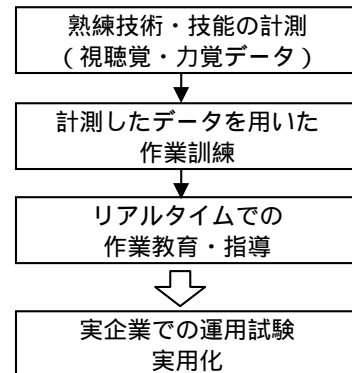 熟練技術・技能の計測
(視聴覚・力覚データ)
計測したデータを用いた
作業訓練
リアルタイムでの
作業教育・指導
実企業での運用試験
実用化